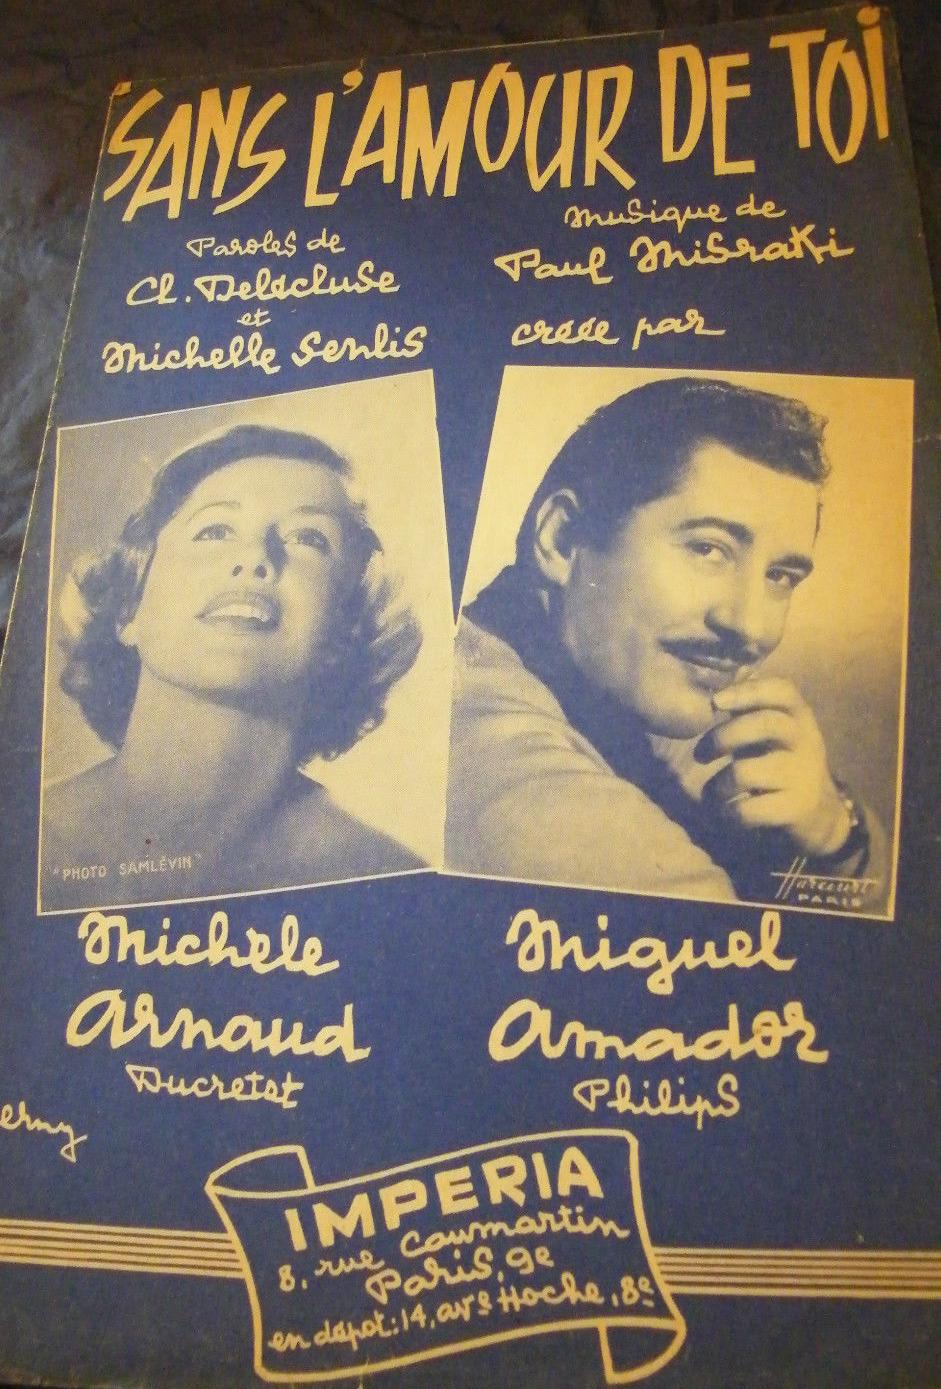 SANS L'AMOUR DE TOI
Paroles de
Cl. Delécluse
et
Michelle Senlis
Musique de
Paul Misraki
créée par
"PHOTO SAMLÉVIN"
Harcourt
PARIS
Michèle
Arnaud
Ducretet
Miguel
Amador
Philips
erny
IMPERIA
8, rue Caumartin
Paris, 9e
en dépot: 14, avᵉ Hoche, 8e